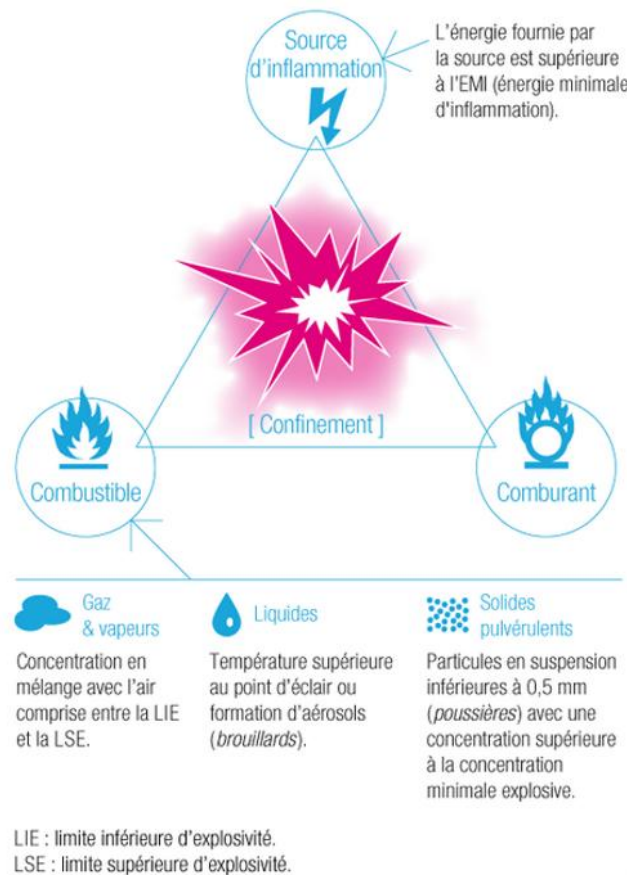 Source
d'inflammation
L'énergie fournie par
la source est supérieure
à l'EMI (énergie minimale
d'inflammation).
[ Confinement ]
Combustible
Comburant
Gaz
& vapeurs
Concentration en
mélange avec l'air
comprise entre la LIE
et la LSE.
Liquides
Température supérieure
au point d'éclair ou
formation d'aérosols
(brouillards).
Solides
pulvérulents
Particules en suspension
inférieures à 0,5 mm
(poussières) avec une
concentration supérieure
à la concentration
minimale explosive.
LIE : limite inférieure d'explosivité.
LSE : limite supérieure d'explosivité.